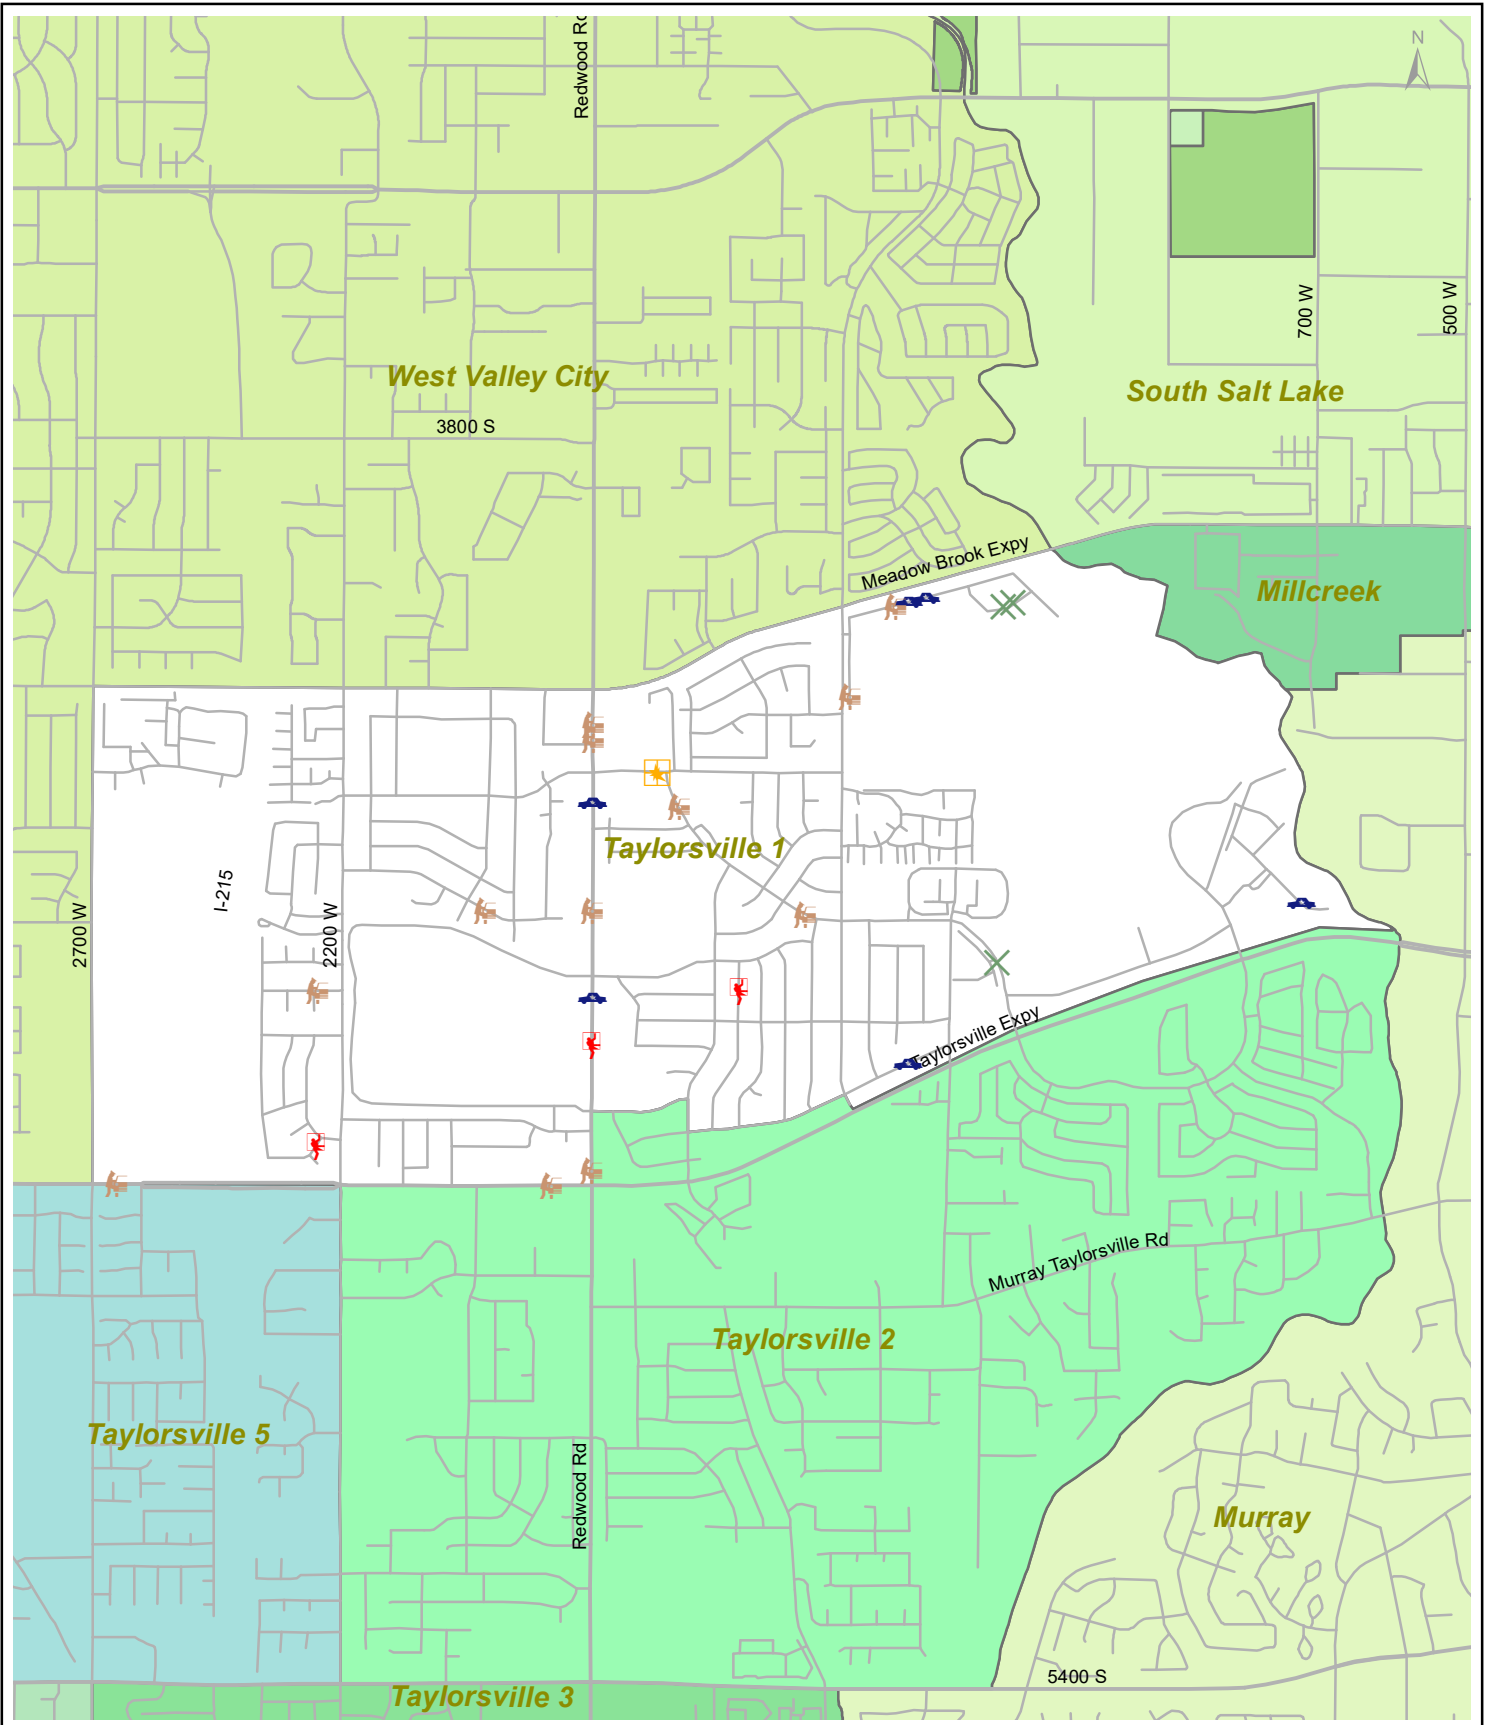 Redwood Rd
N
700 W
500 W
West Valley City
South Salt Lake
3800 S
Meadow Brook Expy
Millcreek
Taylorsville 1
I-215
2700 W
2200 W
Taylorsville Expy
Murray Taylorsville Rd
Taylorsville 2
Taylorsville 5
Redwood Rd
Murray
5400 S
Taylorsville 3